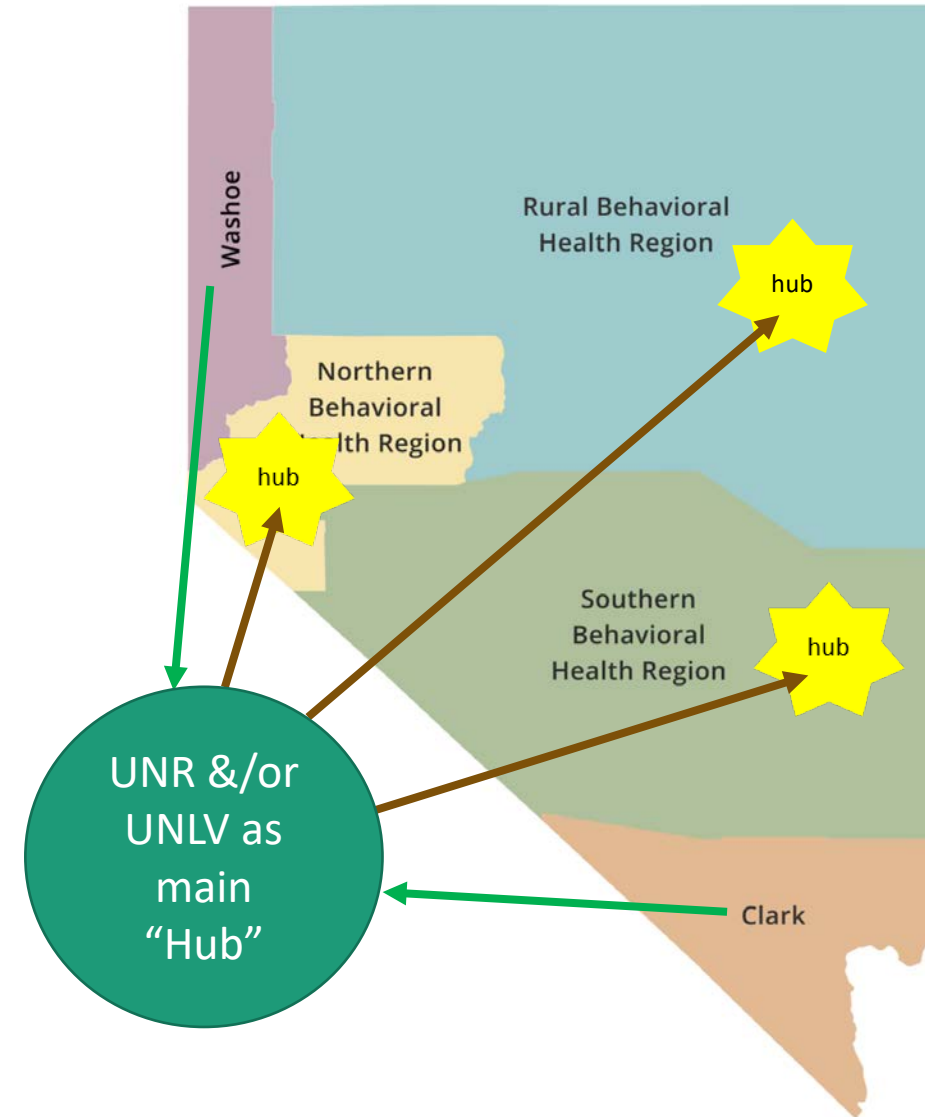 Washoe
Rural Behavioral
Health Region
hub
Northern
Behavioral
lth Region
hub
Southern
Behavioral
Health Region
hub
UNR &/or
UNLV as
main
“Hub”
Clark